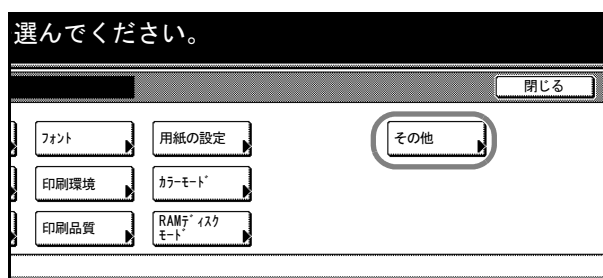 選んでください。
閉じる
ﾌｫﾝﾄ
用紙の設定
その他
印刷環境
ｶﾗｰﾓｰﾄﾞ
印刷品質
RAMﾃﾞｨｽｸ
ﾓｰﾄﾞ